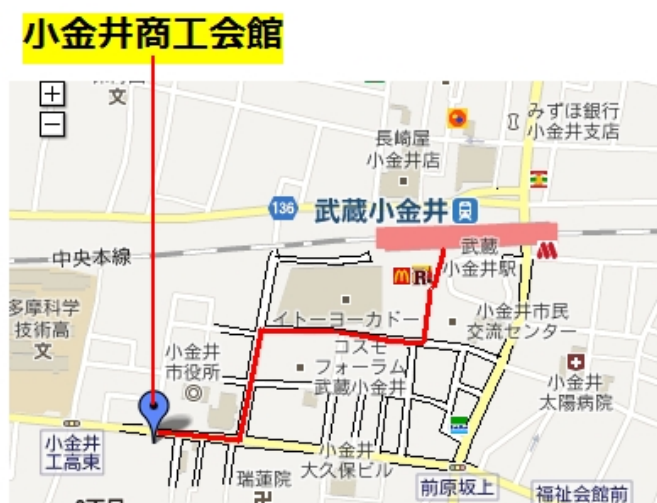 小金井商工会館
文
みずほ銀行
小金井支店
長崎屋
小金井店
136
武蔵小金井
中央本線
武蔵
小金井駅
M
R
イトーヨーカドー
小金井市民
交流センター
多摩科学
技術高
文
小金井
市役所
コスモ
フォーラム
武蔵小金井
小金井
太陽病院
小金井
工高東
小金井
大久保ビル
瑞蓮院
前原坂上
福祉会館前